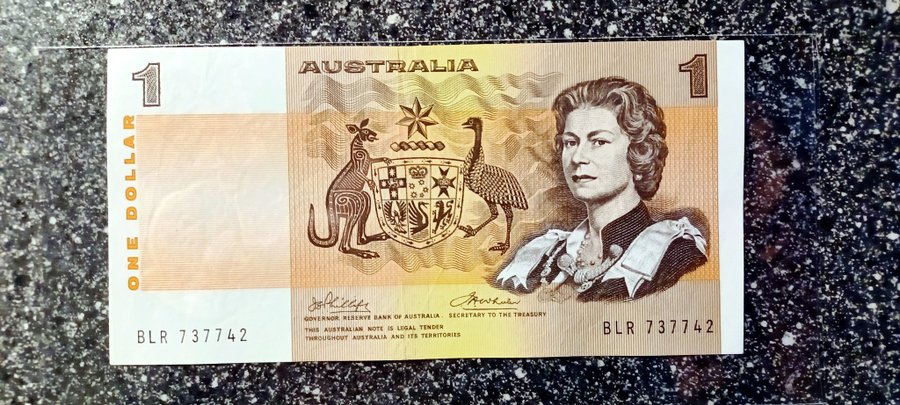 1
AUSTRALIA
1
ONE DOLLAR
GOVERNOR RESERVE BANK OF AUSTRALIA. SECRETARY TO THE TREASURY
THIS AUSTRALIAN NOTE IS LEGAL TENDER
THROUGHOUT AUSTRALIA AND ITS TERRITORIES
BLR 737742
BLR 737742